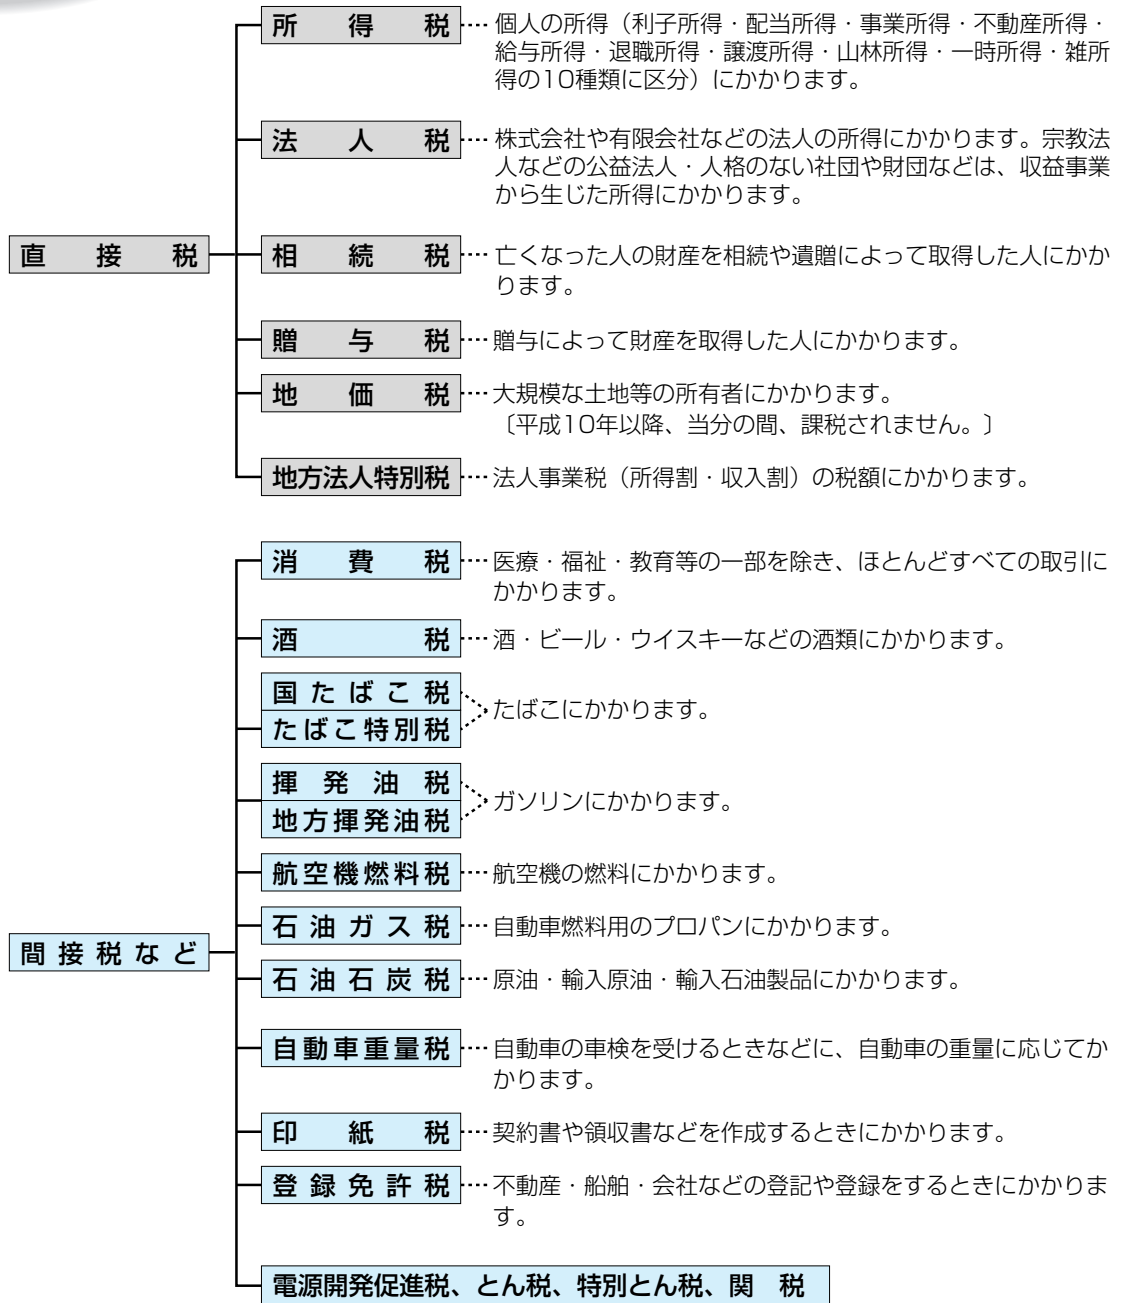 直接税
所得税
個人の所得（利子所得・配当所得・事業所得・不動産所得・
給与所得・退職所得・譲渡所得・山林所得・一時所得・雑所
得の10種類に区分）にかかります。
法人税
株式会社や有限会社などの法人の所得にかかります。宗教法
人などの公益法人・人格のない社団や財団などは、収益事業
から生じた所得にかかります。
相続税
亡くなった人の財産を相続や遺贈によって取得した人にかか
ります。
贈与税
贈与によって財産を取得した人にかかります。
地価税
大規模な土地等の所有者にかかります。
〔平成10年以降、当分の間、課税されません。〕
地方法人特別税
法人事業税（所得割・収入割）の税額にかかります。
間接税など
消費税
医療・福祉・教育等の一部を除き、ほとんどすべての取引に
かかります。
酒税
酒・ビール・ウイスキーなどの酒類にかかります。
国たばこ税
たばこ特別税
たばこにかかります。
揮発油税
地方揮発油税
ガソリンにかかります。
航空機燃料税
航空機の燃料にかかります。
石油ガス税
自動車燃料用のプロパンにかかります。
石油石炭税
原油・輸入原油・輸入石油製品にかかります。
自動車重量税
自動車の車検を受けるときなどに、自動車の重量に応じてか
かります。
印紙税
契約書や領収書などを作成するときにかかります。
登録免許税
不動産・船舶・会社などの登記や登録をするときにかかりま
す。
電源開発促進税、とん税、特別とん税、関　税